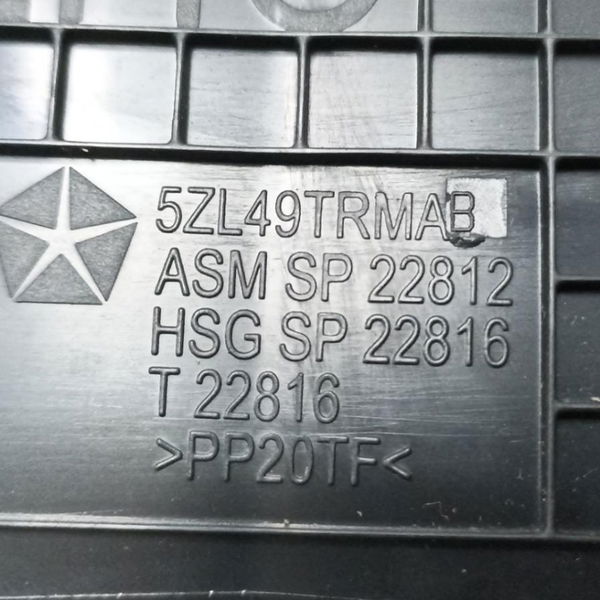 5ZL49TRMAB
ASM SP 22812
HSG SP 22816
T 22816
>PP20TF<